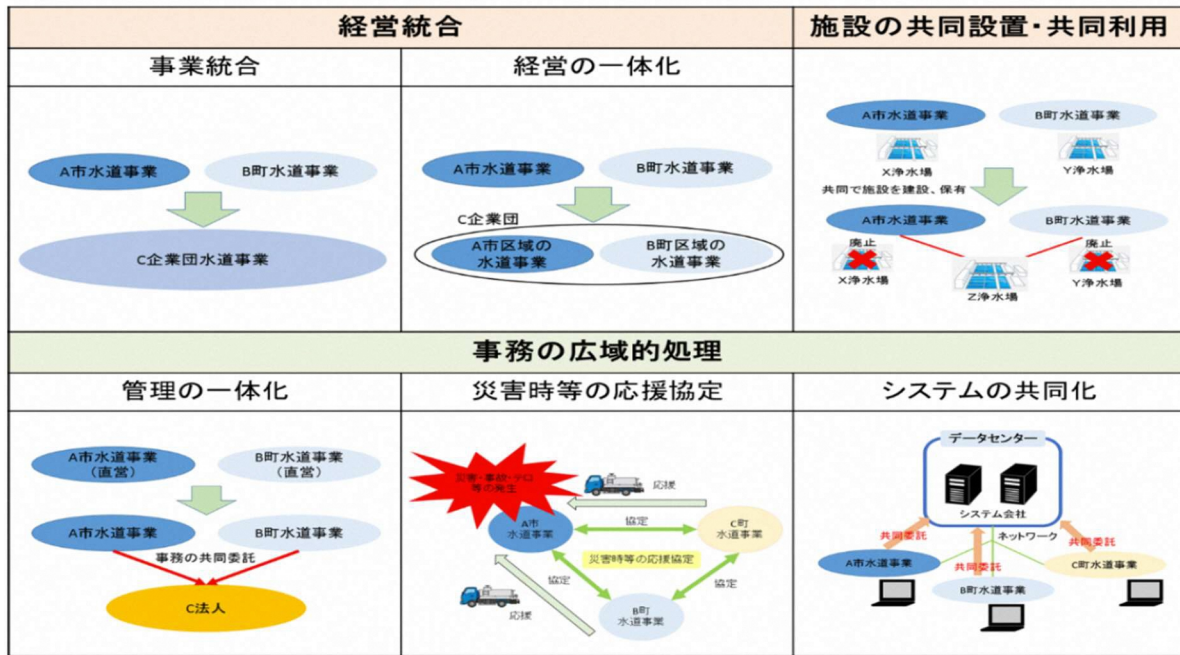 経営統合
施設の共同設置・共同利用
事業統合
経営の一体化
A市水道事業
B町水道事業
C企業団水道事業
A市水道事業
B町水道事業
C企業団
A市区域の
水道事業
B町区域の
水道事業
A市水道事業
B町水道事業
X浄水場
Y浄水場
共同で施設を建設、保有
A市水道事業
B町水道事業
廃止
廃止
X浄水場
Z浄水場
Y浄水場
事務の広域的処理
管理の一体化
災害時等の応援協定
システムの共同化
A市水道事業
(直営)
B町水道事業
(直営)
A市水道事業
B町水道事業
事務の共同委託
C法人
災害・事故・テロ
等の発生
応援
A市
水道事業
協定
C町
水道事業
災害時等の応援協定
協定
協定
応援
B町
水道事業
データセンター
システム会社
ネットワーク
共同委託
共同委託
共同委託
A市水道事業
B町水道事業
C町水道事業